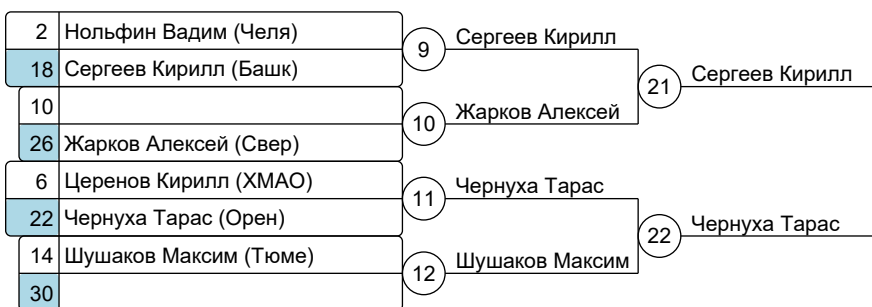 2 Нольфин Вадим (Челя)
9 Сергеев Кирилл
18 Сергеев Кирилл (Башк)
21 Сергеев Кирилл
10
10 Жарков Алексей
26 Жарков Алексей (Свер)
6 Церенов Кирилл (ХМАО)
11 Чернуха Тарас
22 Чернуха Тарас (Орен)
22 Чернуха Тарас
14 Шушаков Максим (Тюме)
12 Шушаков Максим
30